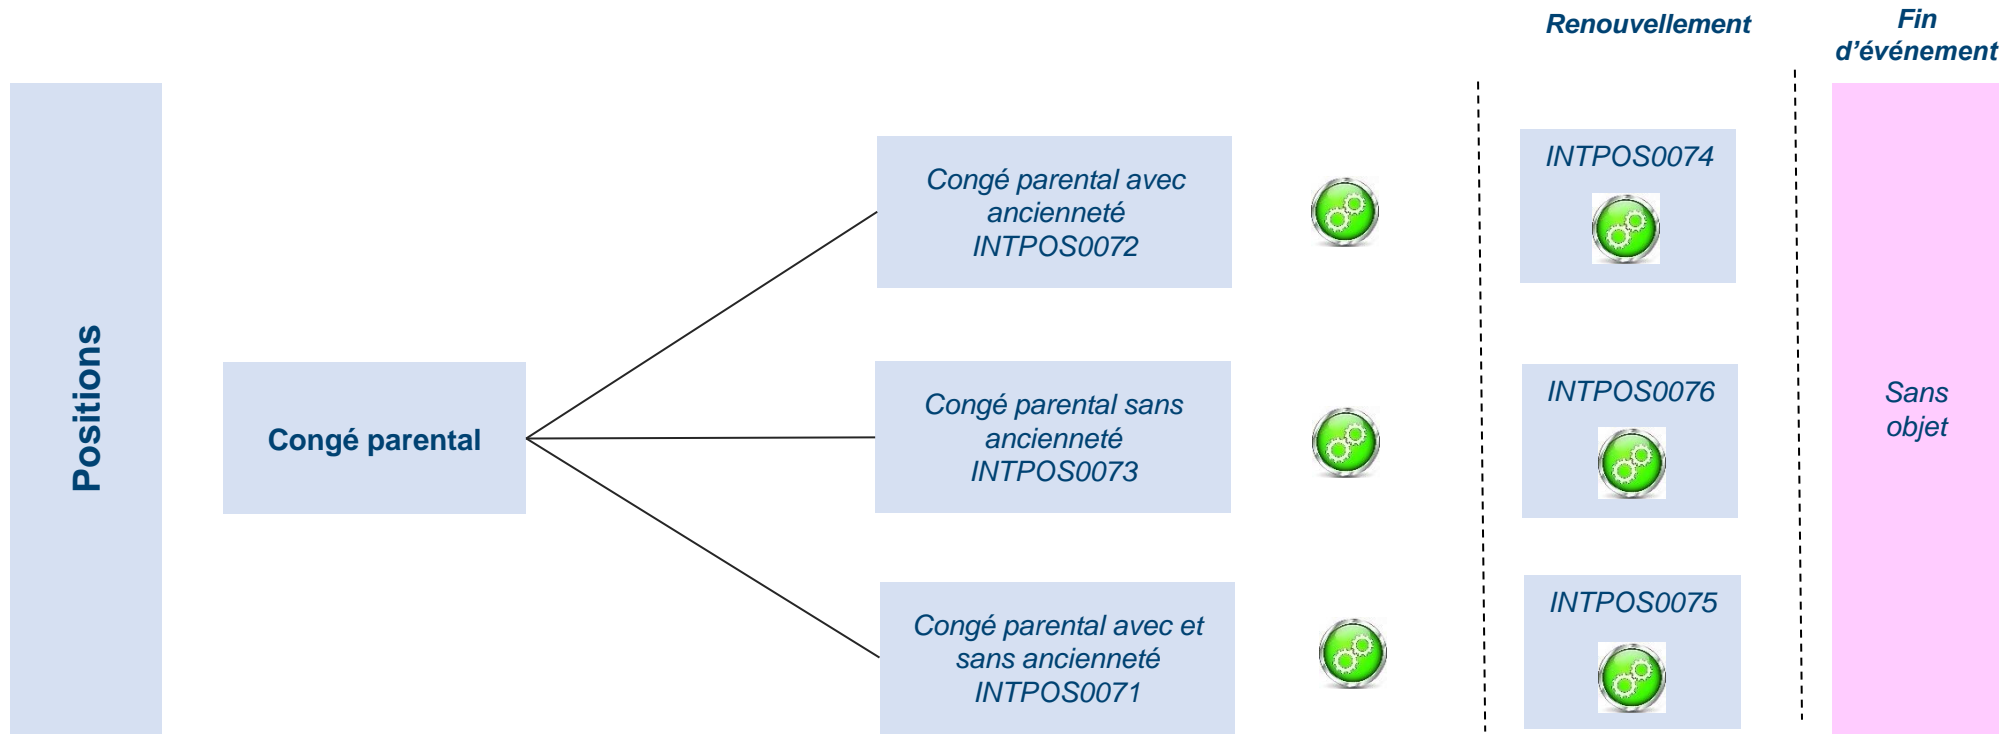 Renouvellement
Fin
d’événement
Positions
Congé parental
Congé parental avec
ancienneté
INTPOS0072
INTPOS0074
Congé parental sans
ancienneté
INTPOS0073
INTPOS0076
Congé parental avec et
sans ancienneté
INTPOS0071
INTPOS0075
Sans
objet